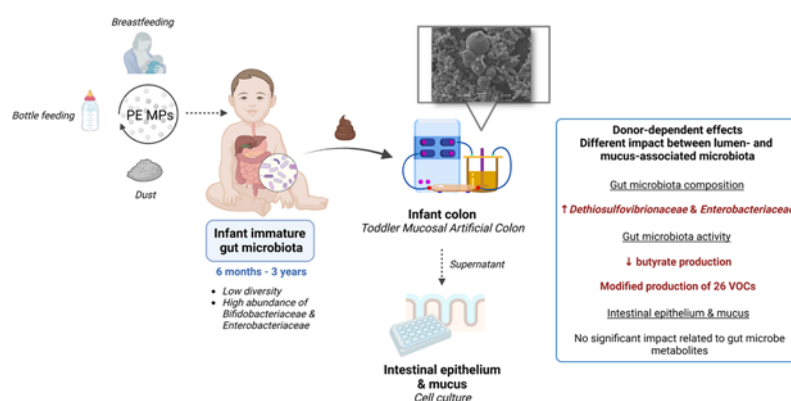 Breastfeeding
Bottle feeding
PE MPs
Dust
Infant immature
gut microbiota
6 months - 3 years
• Low diversity
• High abundance of
Bifidobacteriaceae &
Enterobacteriaceae
Infant colon
Toddler Mucosal Artificial Colon
Supernatant
Intestinal epithelium
& mucus
Cell culture
Donor-dependent effects
Different impact between lumen- and
mucus-associated microbiota
Gut microbiota composition
↑ Dethiosulfovibrionaceae & Enterobacteriaceae
Gut microbiota activity
↓ butyrate production
Modified production of 26 VOCs
Intestinal epithelium & mucus
No significant impact related to gut microbe
metabolites